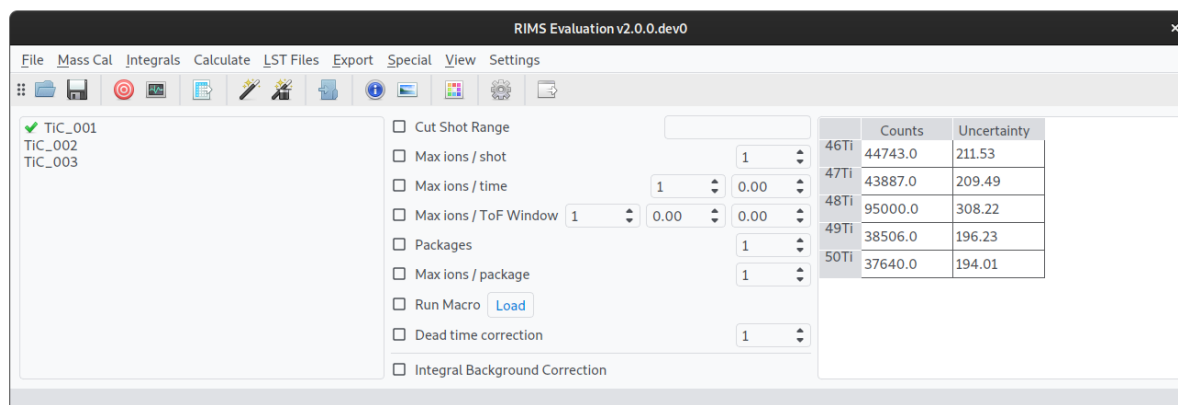 RIMS Evaluation v2.0.0.dev0
File Mass Cal Integrals Calculate LST Files Export Special View Settings
TiC_001
TiC_002
TiC_003
Cut Shot Range
Max ions / shot 1
Max ions / time 1 0.00
Max ions / ToF Window 1 0.00 0.00
Packages 1
Max ions / package 1
Run Macro Load
Dead time correction 1
Integral Background Correction
Counts Uncertainty
46Ti 44743.0 211.53
47Ti 43887.0 209.49
48Ti 95000.0 308.22
49Ti 38506.0 196.23
50Ti 37640.0 194.01